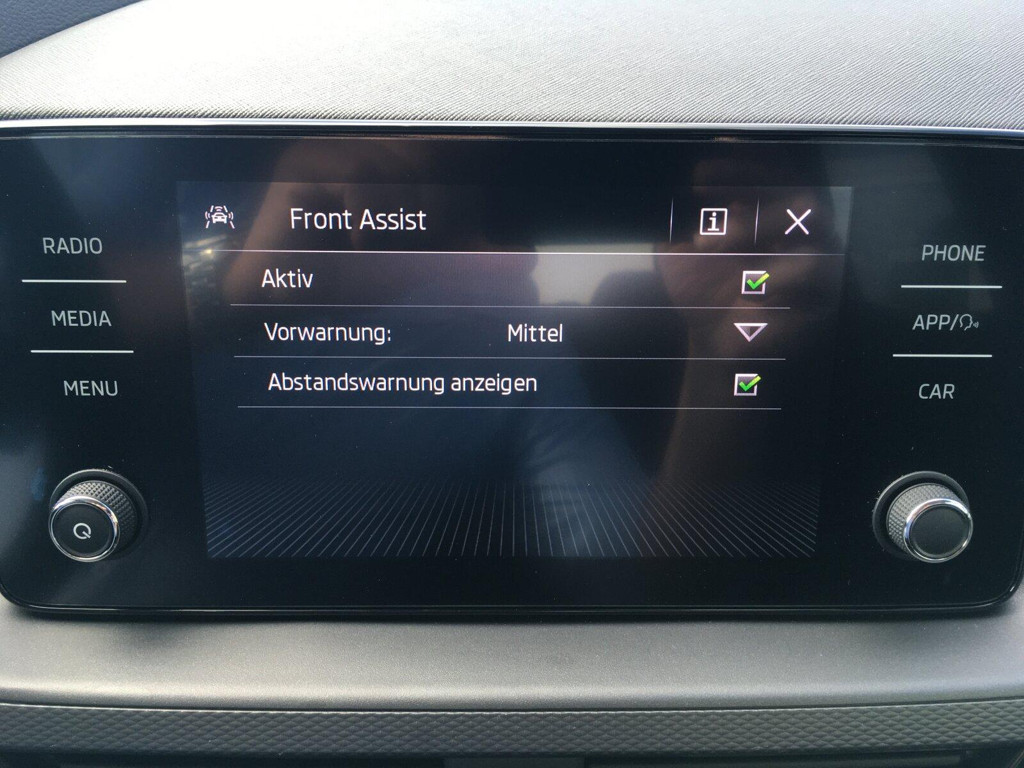 Front Assist
RADIO
MEDIA
MENU
Aktiv
Vorwarnung: Mittel
Abstandswarnung anzeigen
PHONE
APP/
CAR